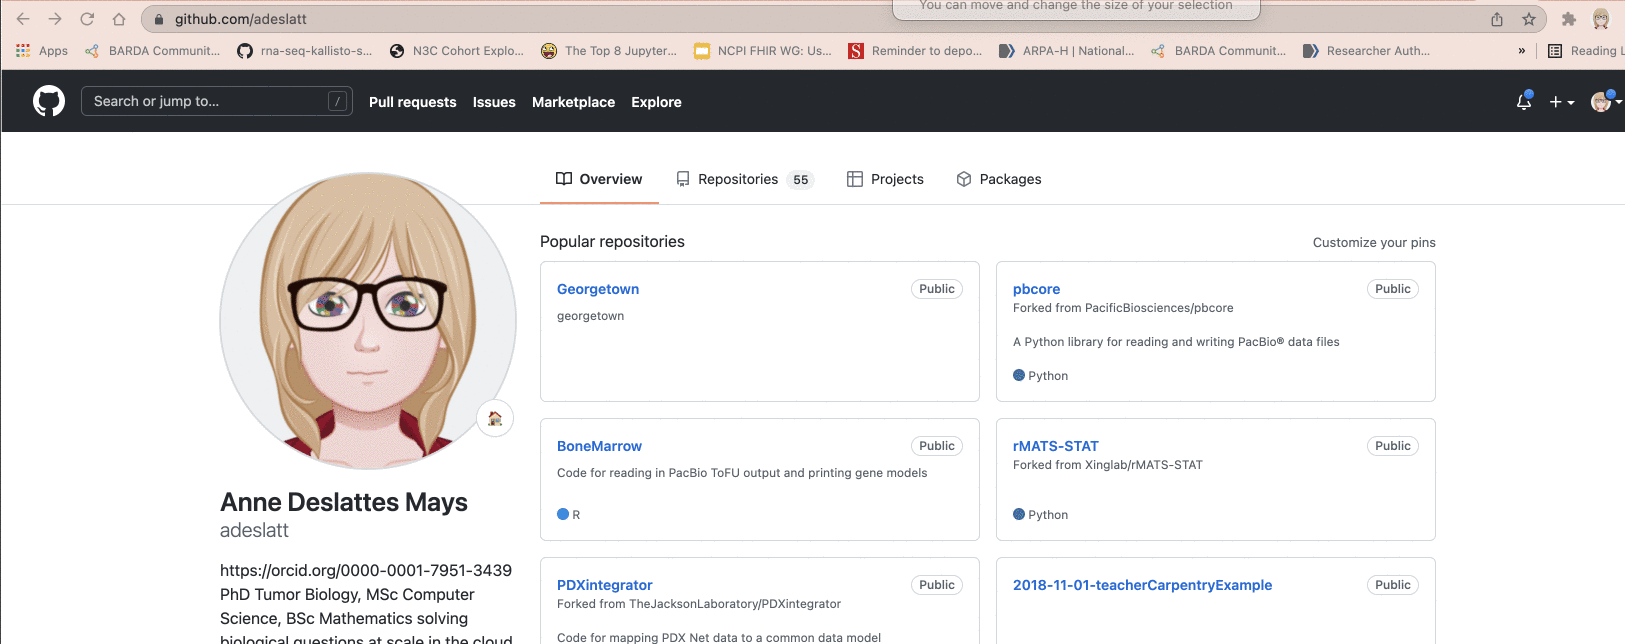 You can move and change the size of your selection
github.com/adeslatt
Apps BARDA Communit... rna-seq-kallisto-s... N3C Cohort Explo... The Top 8 Jupyter... NCPI FHIR WG: Us... Reminder to depo... ARPA-H | National... BARDA Communit... Researcher Auth... » Reading L
Search or jump to... / Pull requests Issues Marketplace Explore
Overview Repositories 55 Projects Packages
Popular repositories Customize your pins
Georgetown Public
georgetown
pbcore Public
Forked from PacificBiosciences/pbcore
A Python library for reading and writing PacBio® data files
Python
BoneMarrow Public
Code for reading in PacBio ToFU output and printing gene models
R
rMATS-STAT Public
Forked from Xinglab/rMATS-STAT
Python
PDXintegrator Public
Forked from TheJacksonLaboratory/PDXintegrator
Code for mapping PDX Net data to a common data model
2018-11-01-teacherCarpentryExample Public
Anne Deslattes Mays
adeslatt
https://orcid.org/0000-0001-7951-3439
PhD Tumor Biology, MSc Computer
Science, BSc Mathematics solving
biological questions at scale in the cloud